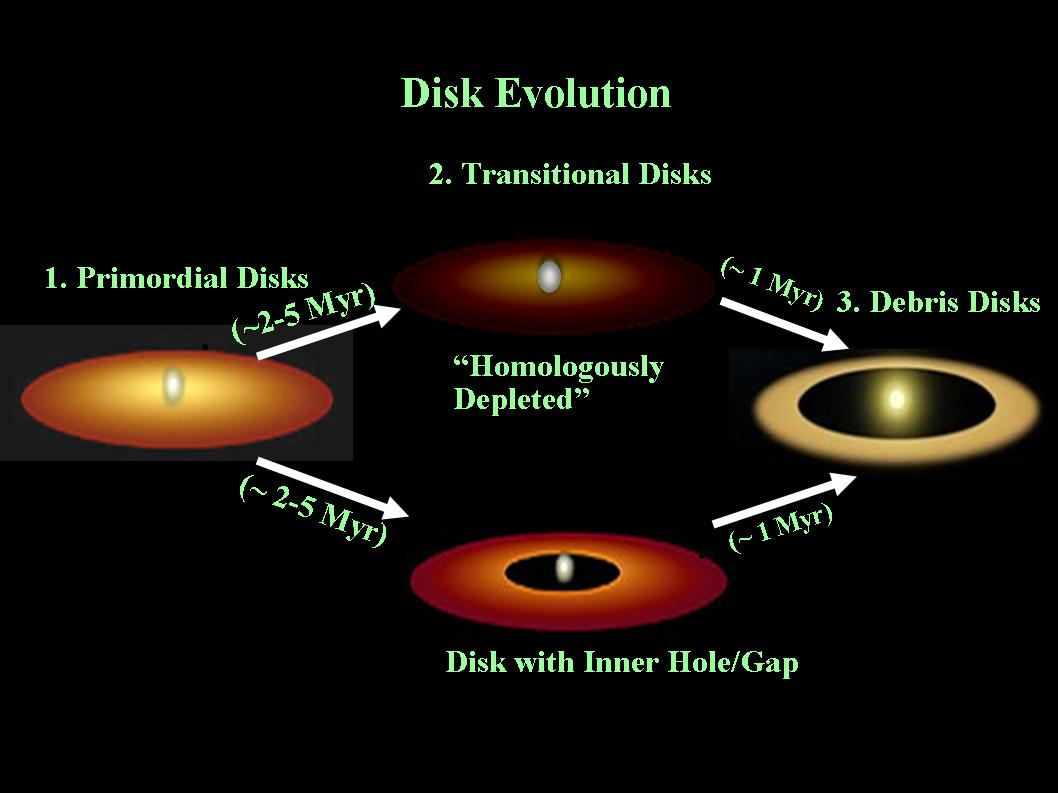 Disk Evolution
2. Transitional Disks
1. Primordial Disks
(~2-5 Myr)
(~ 1 Myr)
3. Debris Disks
“Homologously
Depleted”
(~ 2-5 Myr)
(~ 1 Myr)
Disk with Inner Hole/Gap